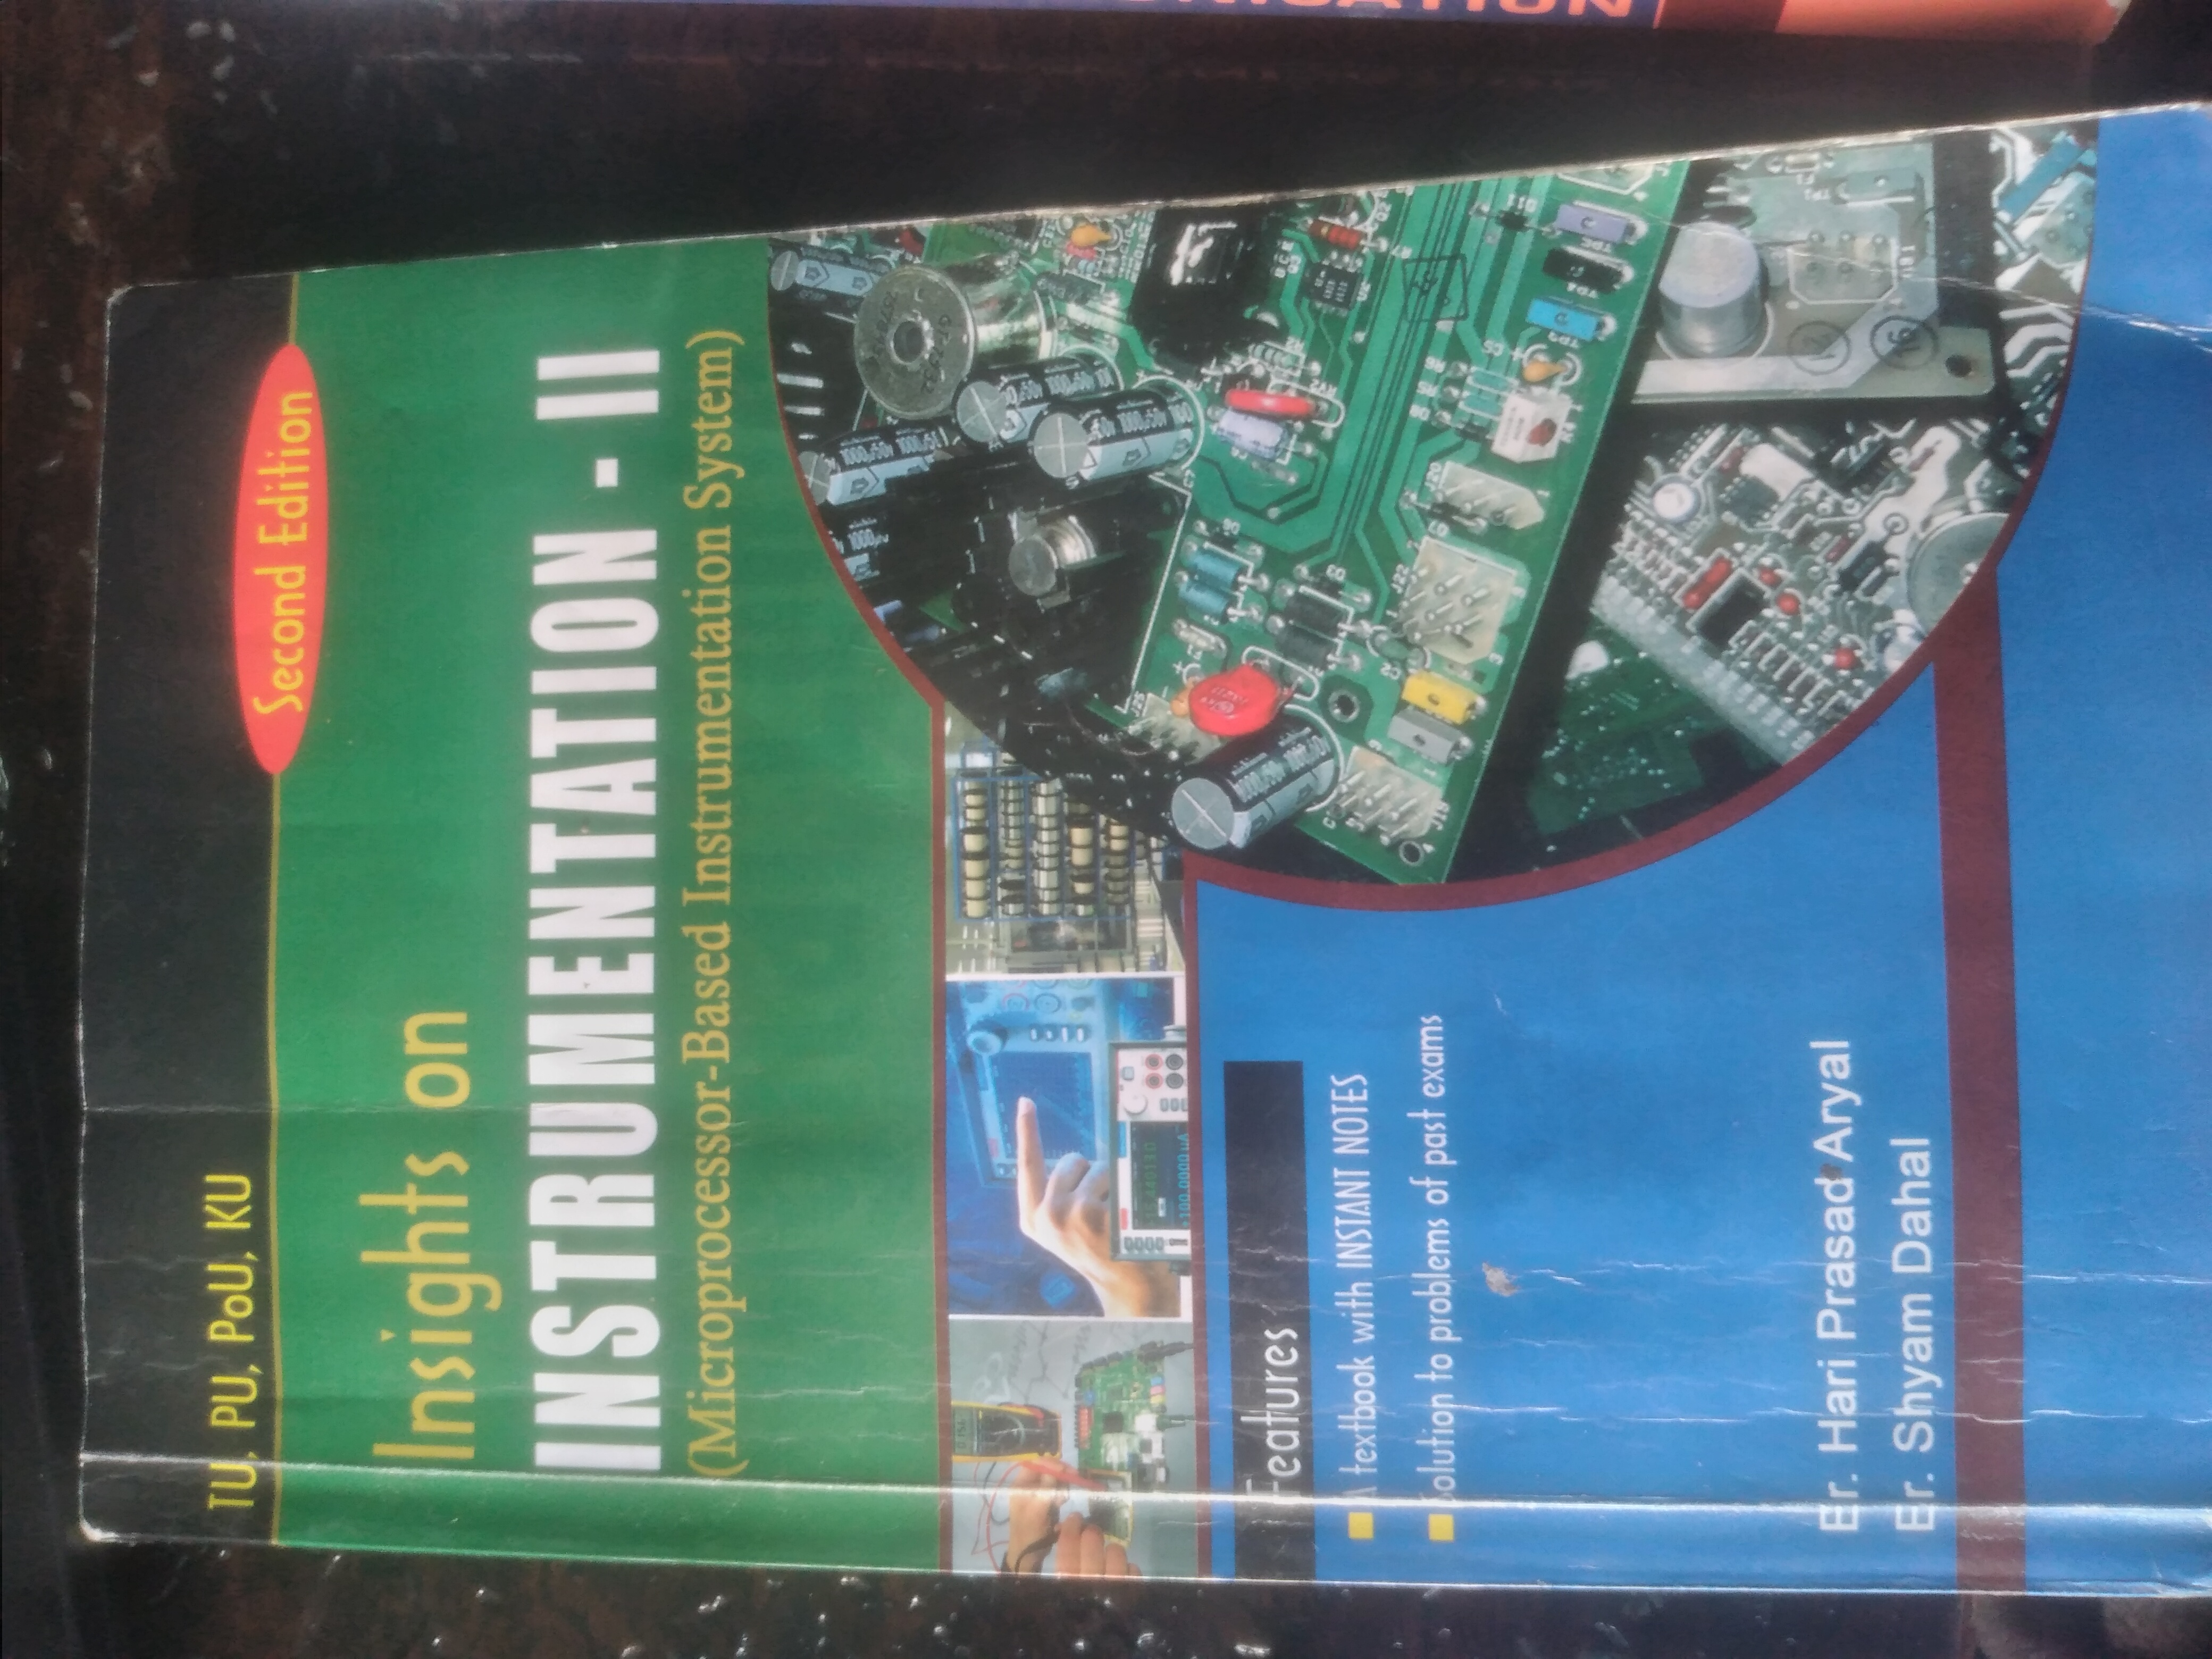 TU, PU, PoU, KU
Second Edition
Insights on
INSTRUMENTATION - II
(Microprocessor-Based Instrumentation System)
Features
A textbook with INSTANT NOTES
Solution to problems of past exams
Er. Hari Prasad Aryal
Er. Shyam Dahal